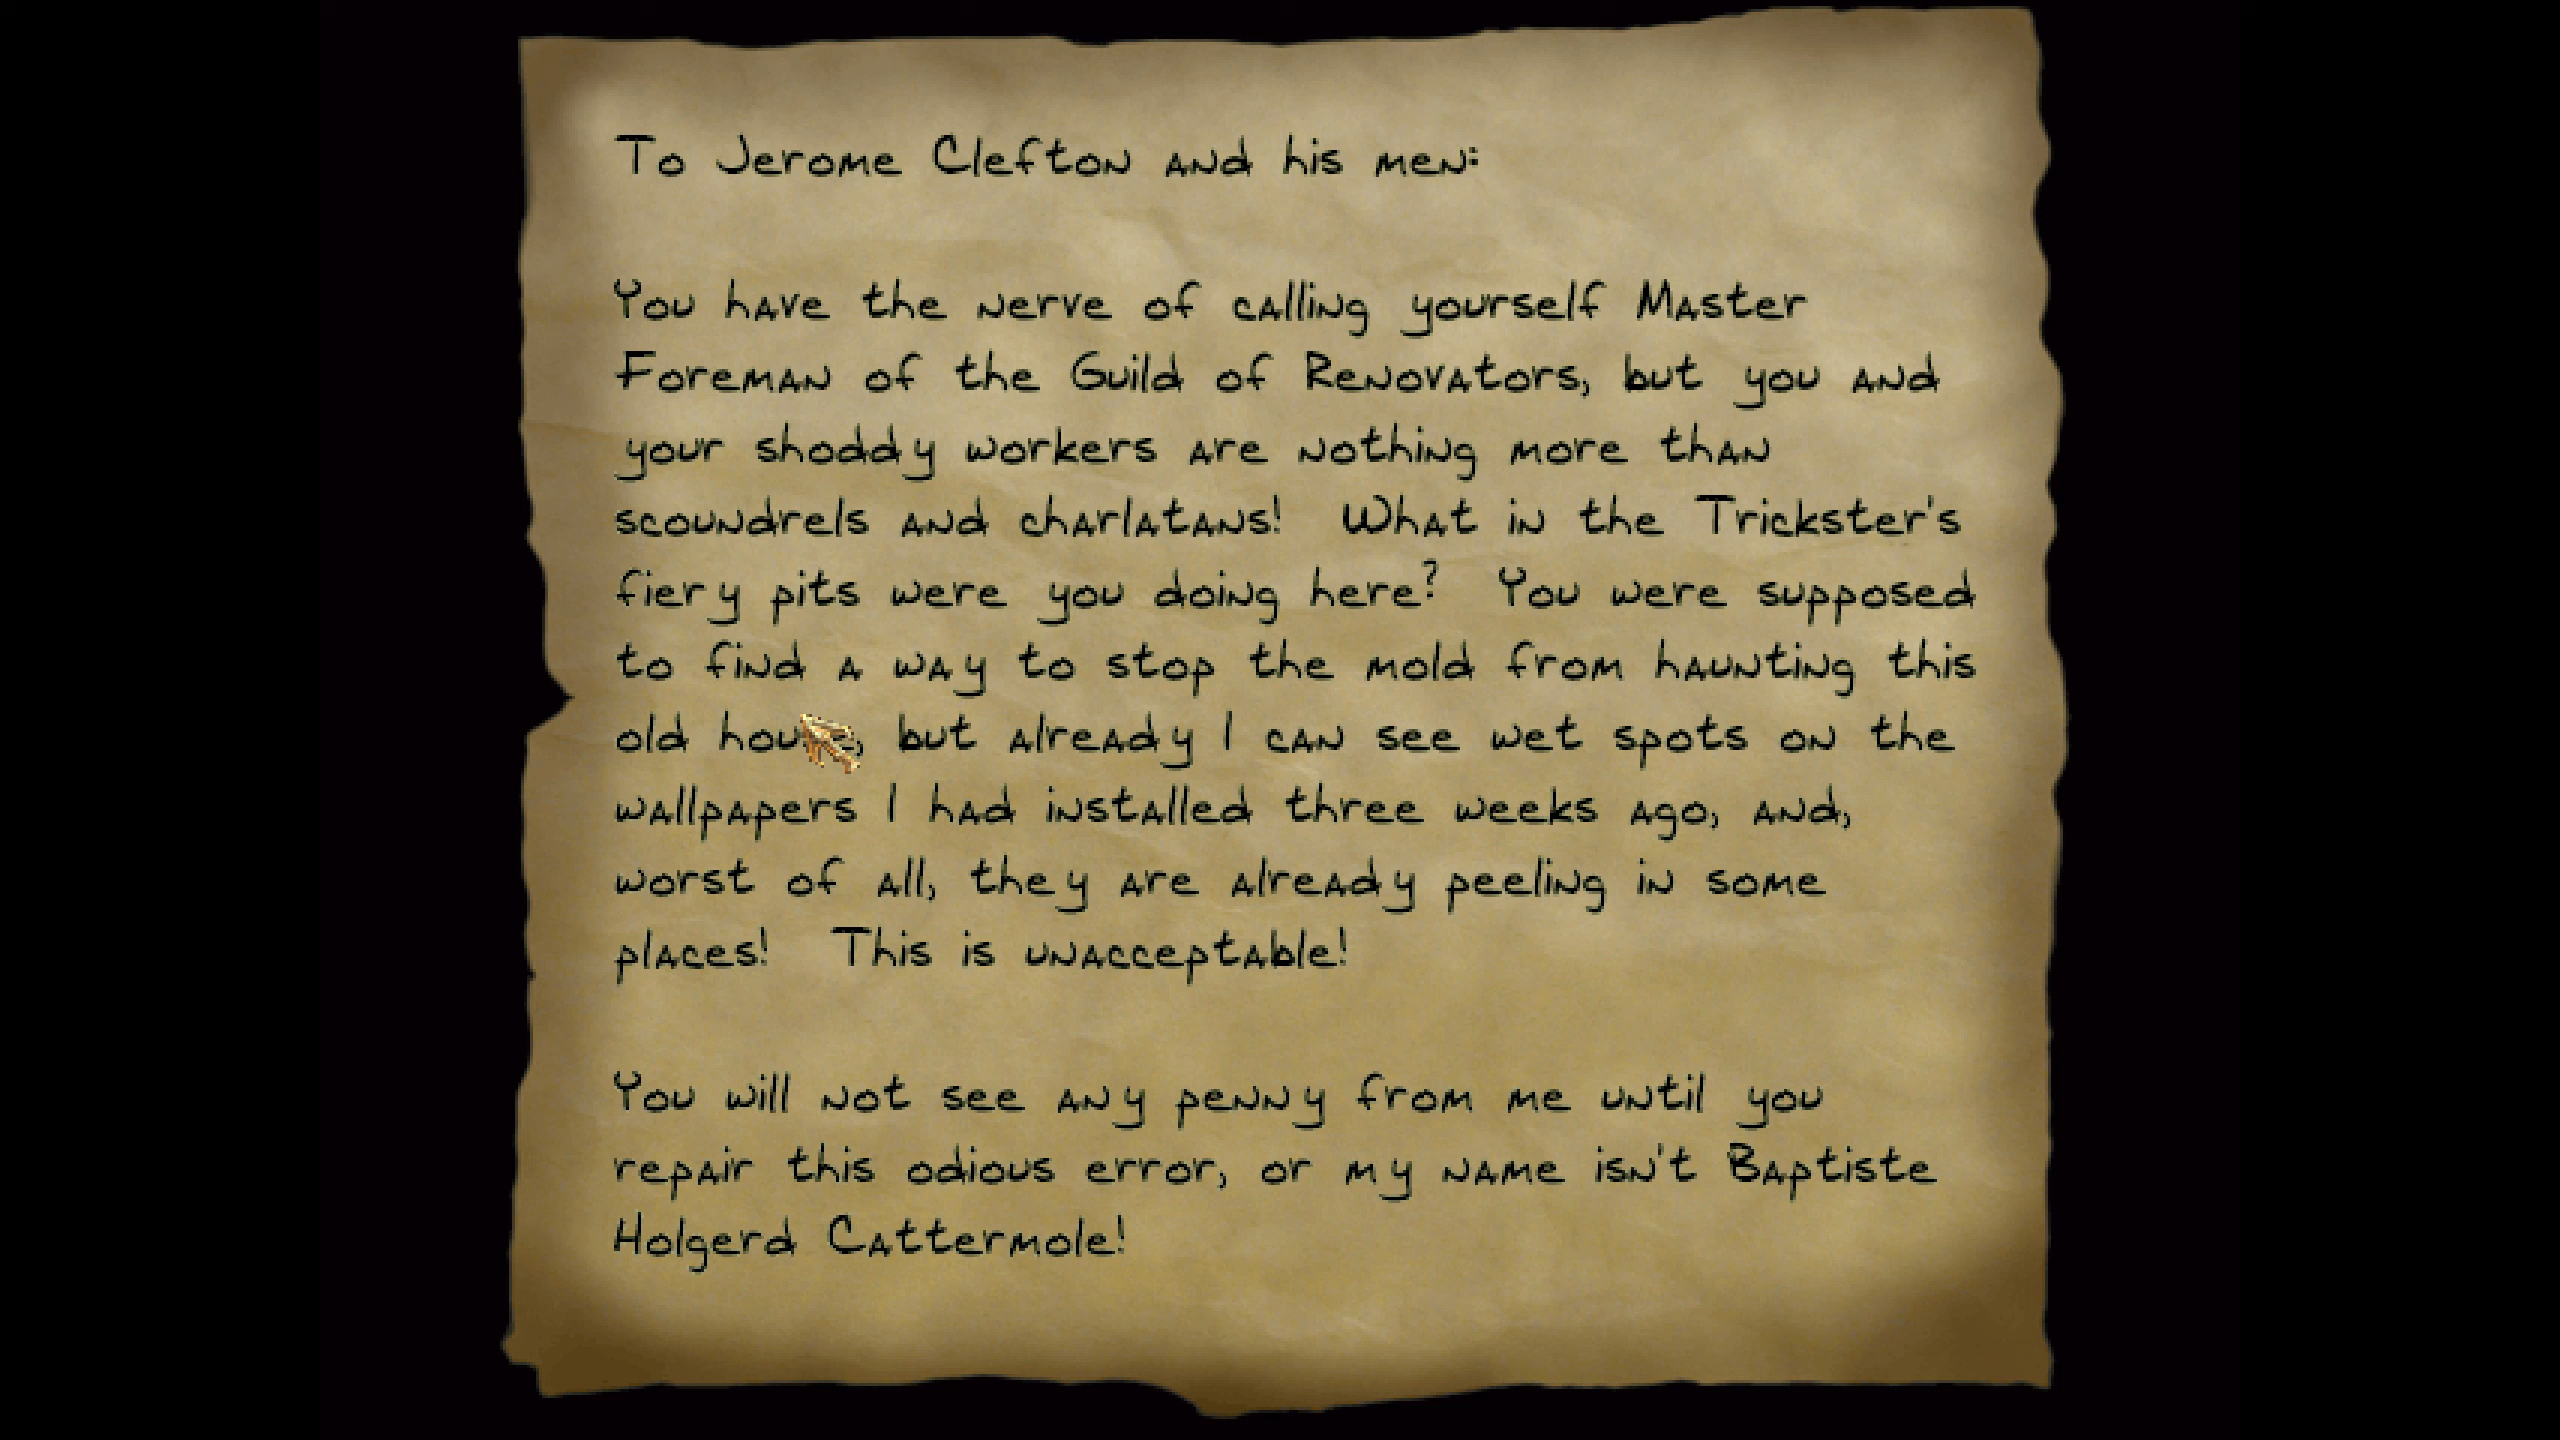 To Jerome Clefton and his men:
You have the nerve of calling yourself Master
Foreman of the Guild of Renovators, but you and
your shoddy workers are nothing more than
scoundrels and charlatans! What in the Trickster's
fiery pits were you doing here? You were supposed
to find a way to stop the mold from haunting this
old but already I can see wet spots on the
wallpapers I had installed three weeks ago, and,
worst of all, they are already peeling in some
places! This is unacceptable!
You will not see any penny from me until you
repair this odious error, or my name isn't Baptiste
Holgerd Cattermole!